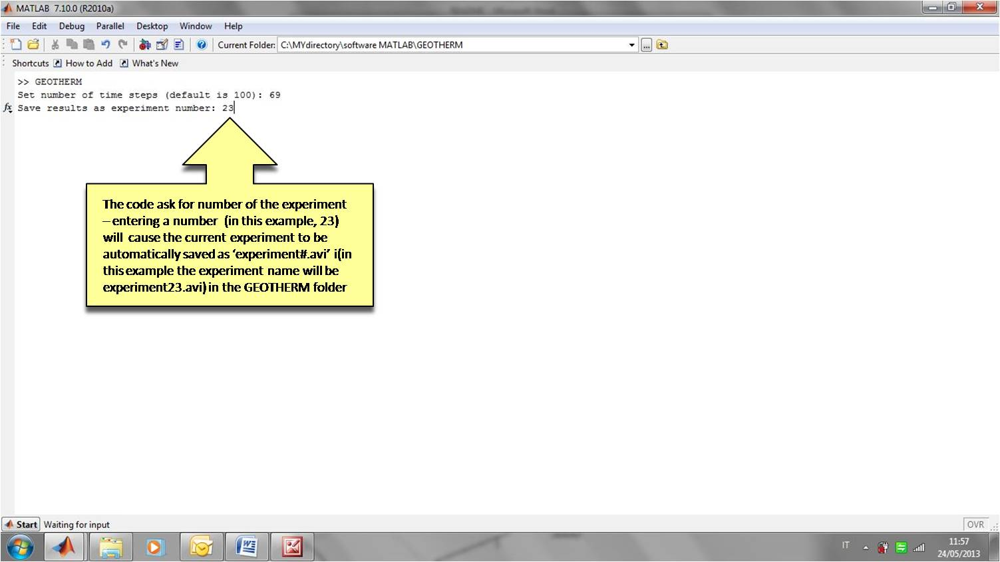 MATLAB 7.10.0 (R2010a)
File Edit Debug Parallel Desktop Window Help
Current Folder: C:\MYdirectory\software MATLAB\GEOTHERM ...
Shortcuts How to Add What's New
>> GEOTHERM
Set number of time steps (default is 100): 69
fx Save results as experiment number: 23
The code ask for number of the experiment
– entering a number (in this example, 23)
will cause the current experiment to be
automatically saved as ‘experiment#.avi’ i(in
this example the experiment name will be
experiment23.avi) in the GEOTHERM folder
Start Waiting for input OVR
IT 11:57
24/05/2013